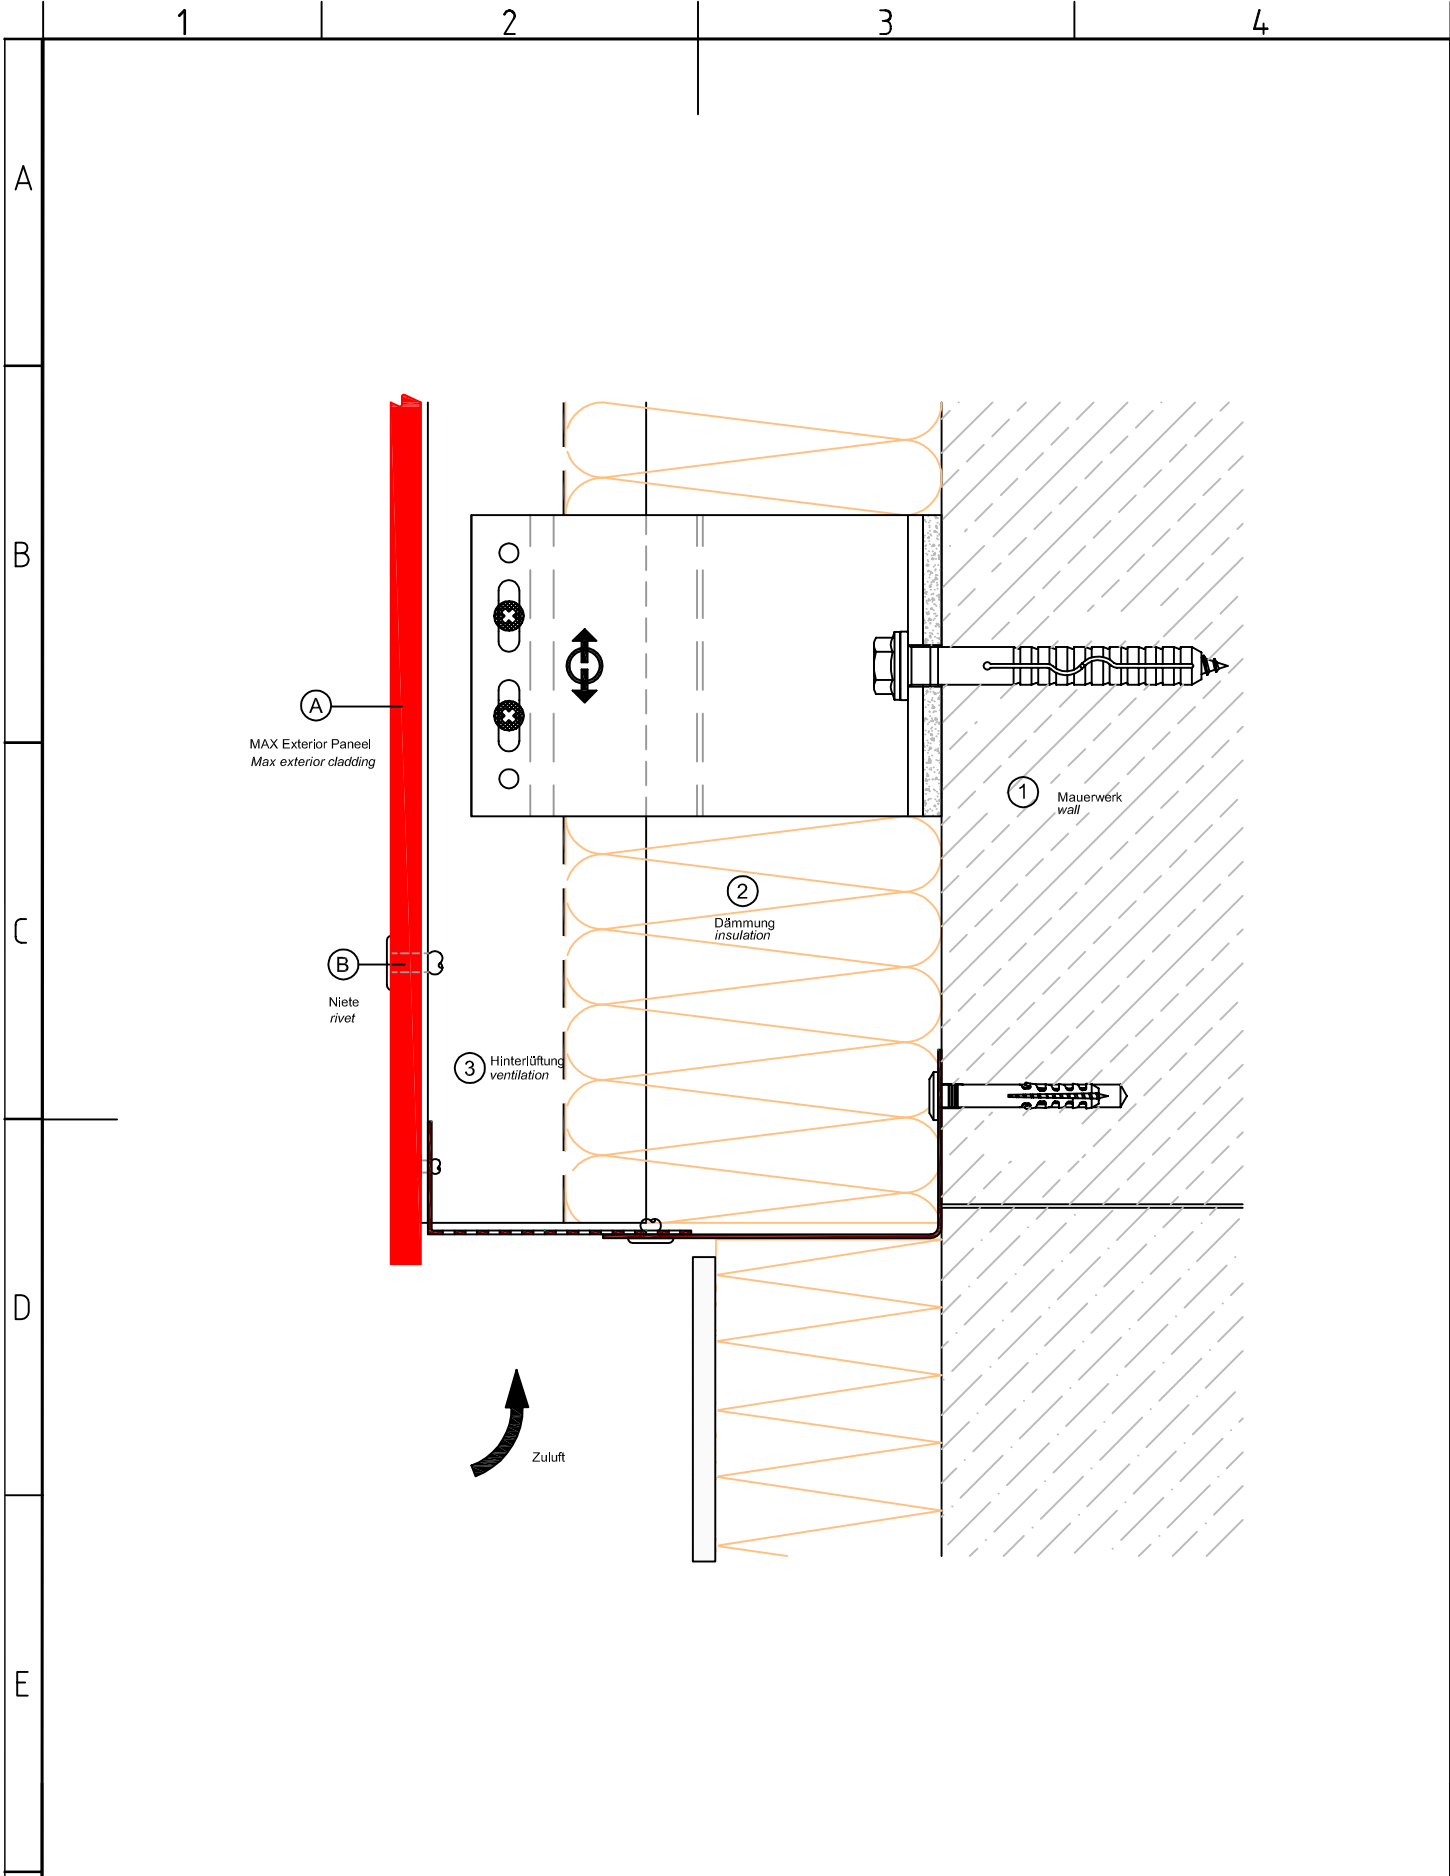 1 2 3 4
A
B
A
MAX Exterior Paneel
Max exterior cladding
1 Mauerwerk
wall
2
Dämmung
insulation
C
B
Niete
rivet
3 Hinterlüftung
ventilation
D
Zuluft
E